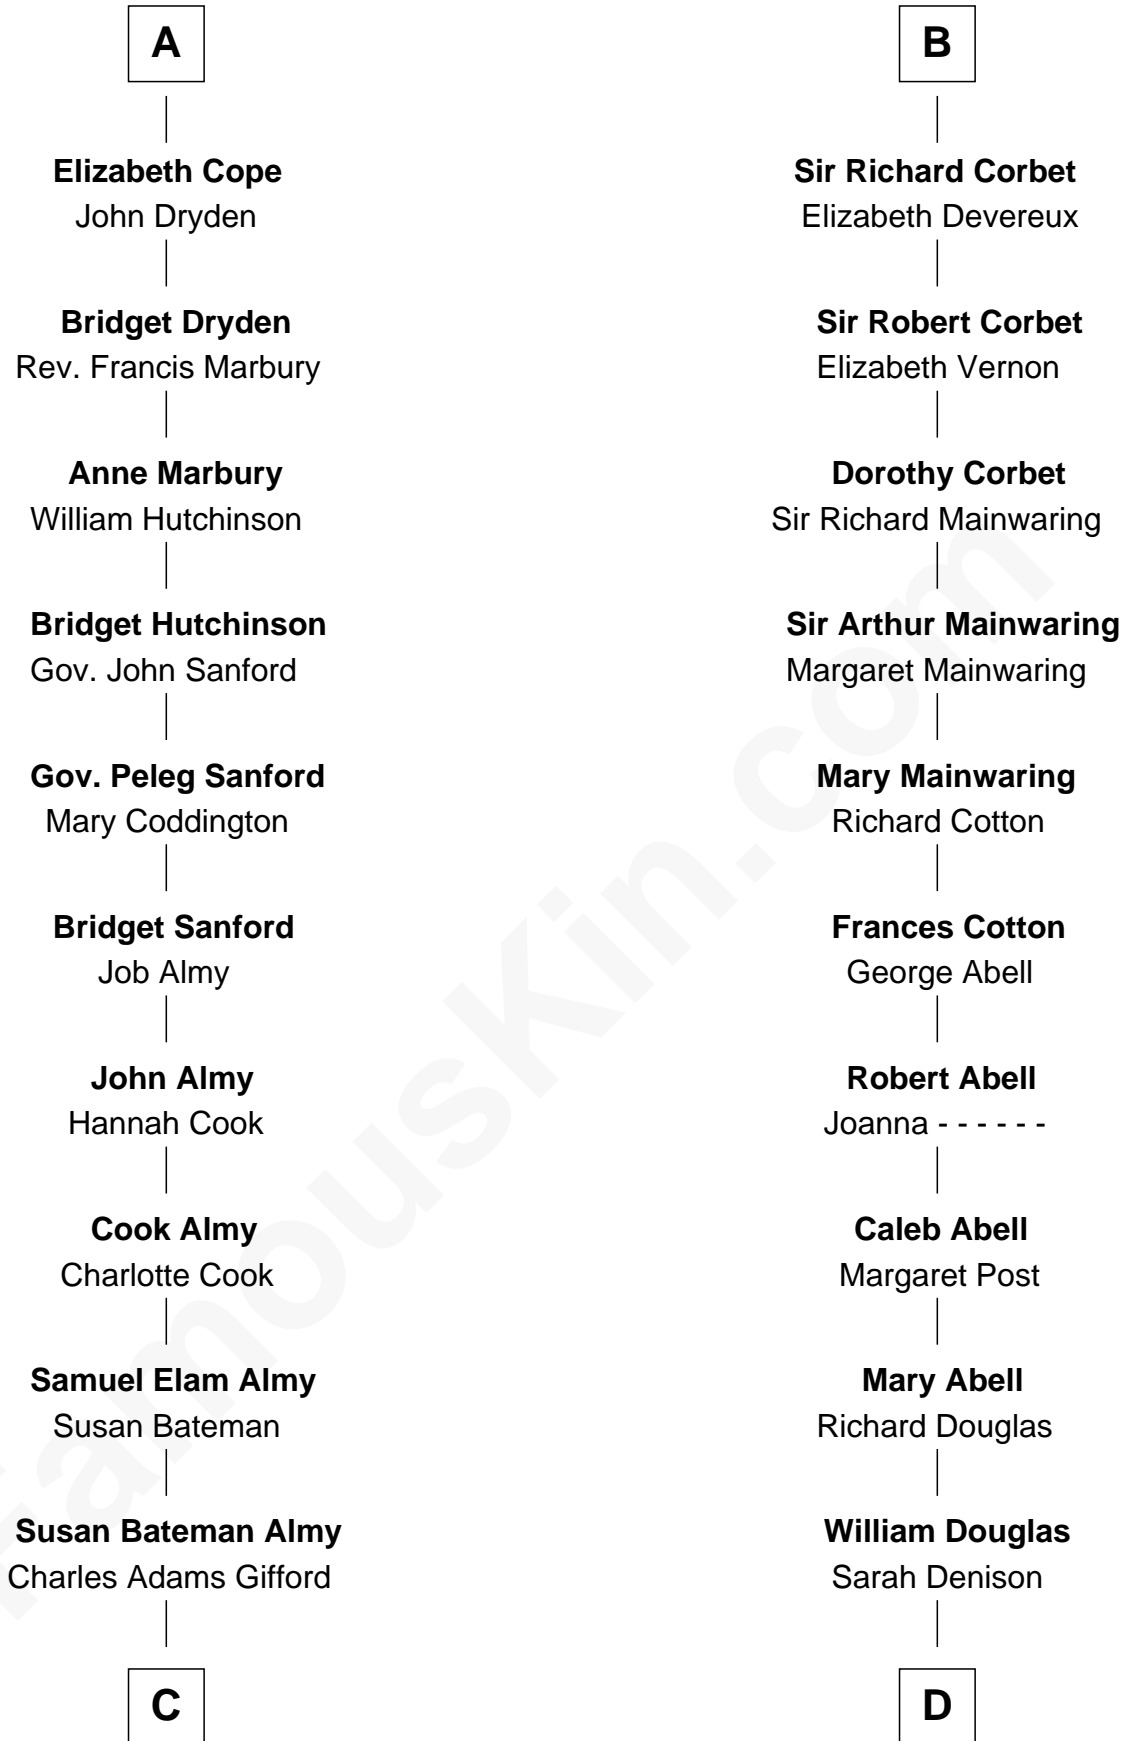 A
Elizabeth Cope
John Dryden
Bridget Dryden
Rev. Francis Marbury
Anne Marbury
William Hutchinson
Bridget Hutchinson
Gov. John Sanford
Gov. Peleg Sanford
Mary Coddington
Bridget Sanford
Job Almy
John Almy
Hannah Cook
Cook Almy
Charlotte Cook
Samuel Elam Almy
Susan Bateman
Susan Bateman Almy
Charles Adams Gifford
C
B
Sir Richard Corbet
Elizabeth Devereux
Sir Robert Corbet
Elizabeth Vernon
Dorothy Corbet
Sir Richard Mainwaring
Sir Arthur Mainwaring
Margaret Mainwaring
Mary Mainwaring
Richard Cotton
Frances Cotton
George Abell
Robert Abell
Joanna - - - - - -
Caleb Abell
Margaret Post
Mary Abell
Richard Douglas
William Douglas
Sarah Denison
D
FamousKin.com